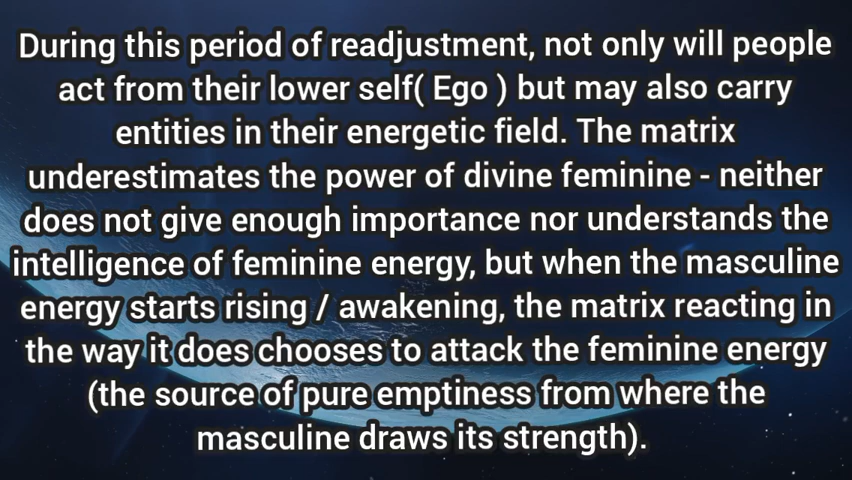 During this period of readjustment, not only will people
act from their lower self( Ego ) but may also carry
entities in their energetic field. The matrix
underestimates the power of divine feminine - neither
does not give enough importance nor understands the
intelligence of feminine energy, but when the masculine
energy starts rising / awakening, the matrix reacting in
the way it does chooses to attack the feminine energy
(the source of pure emptiness from where the
masculine draws its strength).